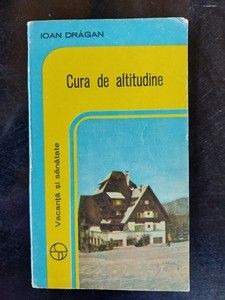 IOAN DRĂGAN
Cura de altitudine
Vacanță și sănătate